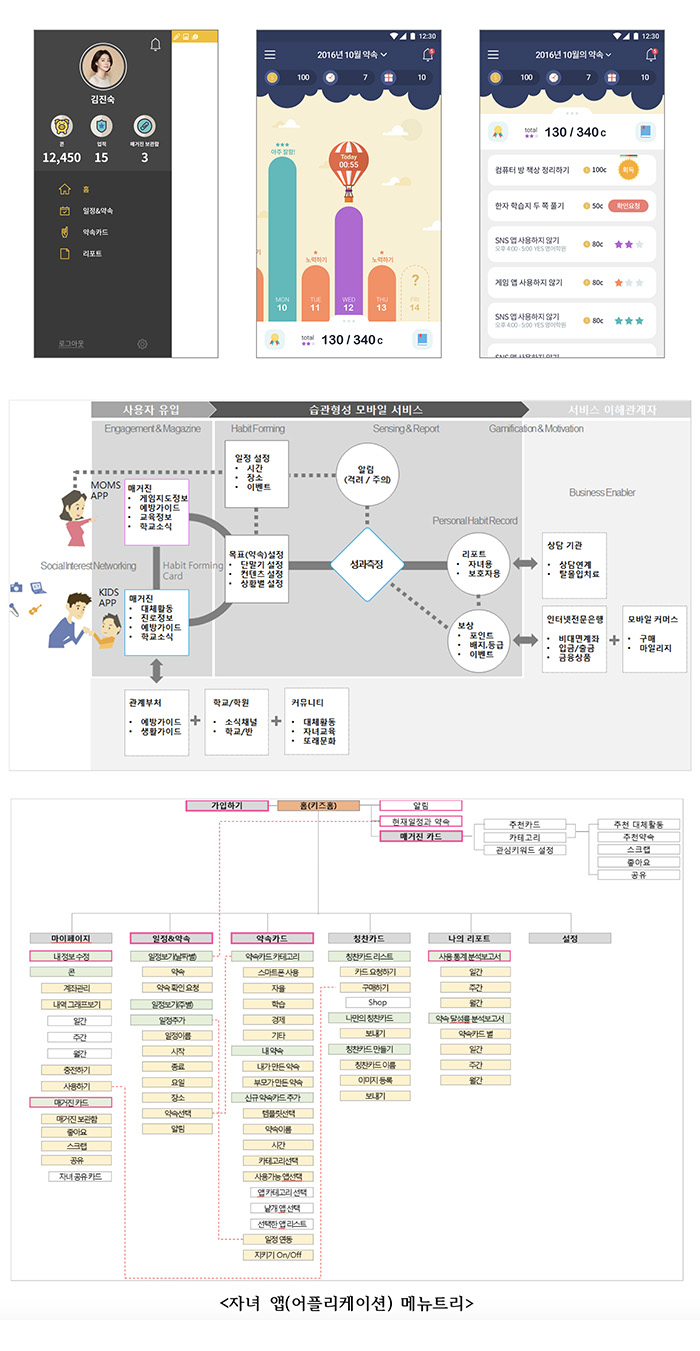 김진숙
콘
업적
매거진 보관함
12,450
15
3
홈
일정&약속
약속카드
리포트
로그아웃
12:30
2016년 10월 약속
100
7
10
아주 잘함!
Today
00:55
노력하기
노력하기
?
MON
10
TUE
11
WED
12
THU
13
FRI
14
total
130 / 340 c
12:30
2016년 10월의 약속
100
7
10
total
130 / 340 c
컴퓨터 방 책상 정리하기
100c
획득
한자 학습지 두 쪽 풀기
50c
확인요청
SNS 앱 사용하지 않기
오후 4:00 - 5:00 YES 영어학원
80c
게임 앱 사용하지 않기
80c
SNS 앱 사용하지 않기
오후 4:00 - 5:00 YES 영어학원
80c
사용자 유입
습관형성 모바일 서비스
서비스 이해관계자
Engagement & Magazine
Habit Forming
Sensing & Report
Gamification & Motivation
일정 설정
• 시간
• 장소
• 이벤트
알림
(격려 / 주의)
MOMS
APP
매거진
• 게임지도정보
• 예방가이드
• 교육정보
• 학교소식
Business Enabler
Personal Habit Record
Social Interest Networking
Habit Forming
Card
목표(약속)설정
• 단말기 설정
• 컨텐츠 설정
• 상황별 설정
성과측정
리포트
• 자녀용
• 보호자용
상담 기관
• 상담연계
• 탈몰입치료
KIDS
APP
매거진
• 대체활동
• 진로정보
• 예방가이드
• 학교소식
보상
• 포인트
• 배지,등급
• 이벤트
인터넷전문은행
• 비대면계좌
• 입금/출금
• 금융상품
모바일 커머스
• 구매
• 마일리지
관계부처
• 예방가이드
• 생활가이드
학교/학원
• 소식채널
• 학교/반
커뮤니티
• 대체활동
• 자녀교육
• 또래문화
가입하기
홈(키즈홈)
알림
현재일정과 약속
매거진 카드
추천카드
카테고리
관심키워드 설정
추천 대체활동
추천약속
스크랩
좋아요
공유
마이페이지
내 정보 수정
콘
계좌관리
내역 그래프보기
일간
주간
월간
충전하기
사용하기
매거진 카드
매거진 보관함
좋아요
스크랩
공유
자녀 공유 카드
일정&약속
일정보기(날짜별)
약속
약속 확인 요청
일정보기(주별)
일정추가
일정이름
시작
종료
요일
장소
약속선택
알림
약속카드
약속카드 카테고리
스마트폰 사용
자율
학습
경제
기타
내 약속
내가 만든 약속
부모가 만든 약속
신규 약속카드 추가
템플릿선택
약속이름
시간
카테고리선택
사용가능 앱선택
앱 카테고리 선택
낱개 앱 선택
선택한 앱 리스트
일정 연동
지키기 On/Off
칭찬카드
칭찬카드 리스트
카드 요청하기
구매하기
Shop
나만의 칭찬카드
보내기
칭찬카드 만들기
칭찬카드 이름
이미지 등록
보내기
나의 리포트
사용 통계 분석보고서
일간
주간
월간
약속 달성률 분석보고서
약속카드 별
일간
주간
월간
설정
<자녀 앱(어플리케이션) 메뉴트리>